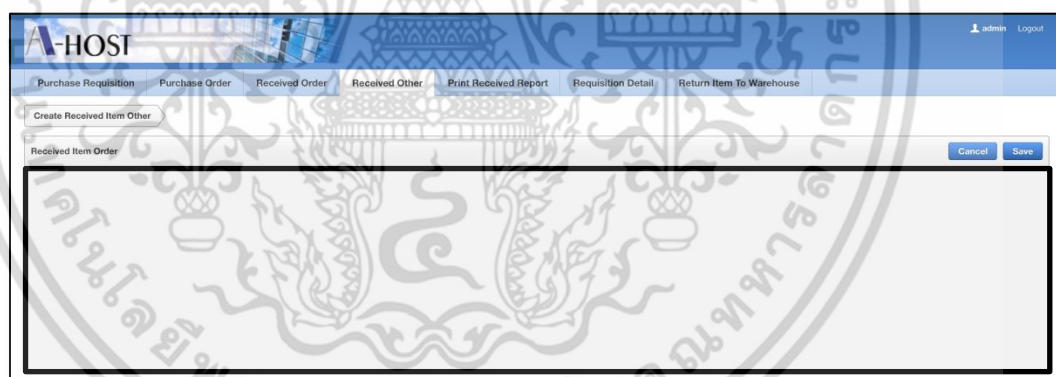 A-HOST
admin Logout
Purchase Requisition Purchase Order Received Order Received Other Print Received Report Requisition Detail Return Item To Warehouse
Create Received Item Other
Received Item Order Cancel Save